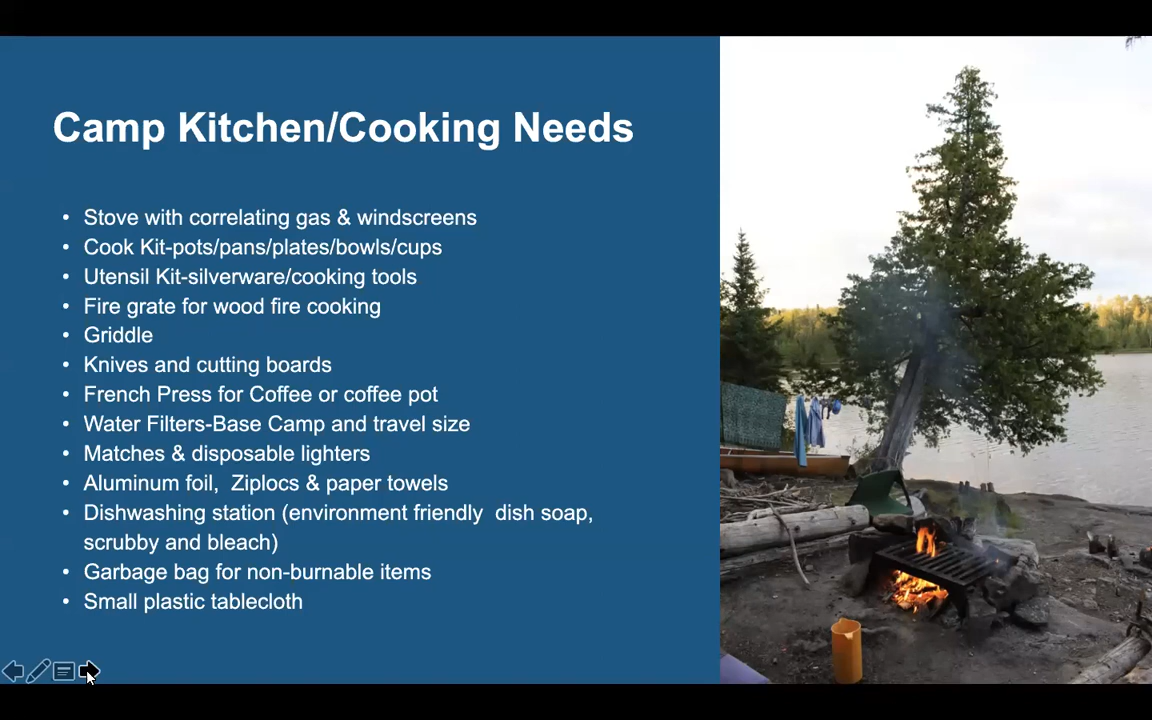 Camp Kitchen/Cooking Needs
• Stove with correlating gas & windscreens
• Cook Kit-pots/pans/plates/bowls/cups
• Utensil Kit-silverware/cooking tools
• Fire grate for wood fire cooking
• Griddle
• Knives and cutting boards
• French Press for Coffee or coffee pot
• Water Filters-Base Camp and travel size
• Matches & disposable lighters
• Aluminum foil,  Ziplocs & paper towels
• Dishwashing station (environment friendly  dish soap,
scrubby and bleach)
• Garbage bag for non-burnable items
• Small plastic tablecloth